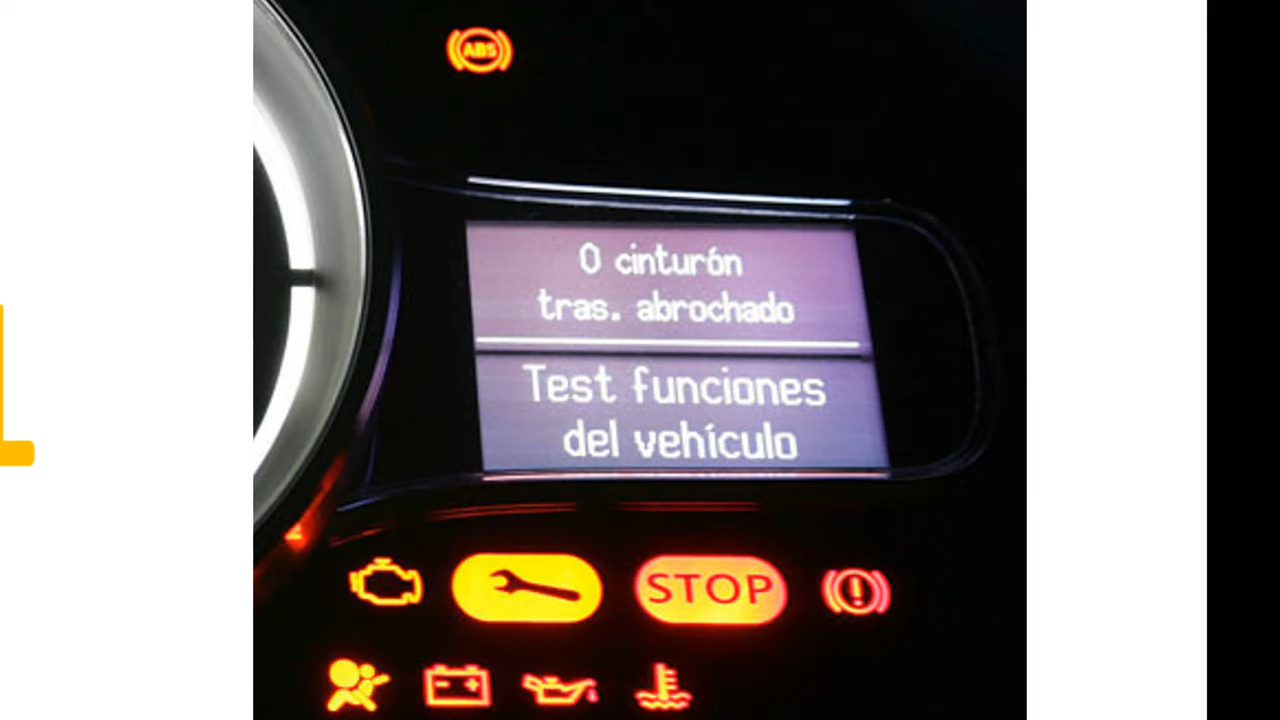 ABS
0 cinturón
tras. abrochado
Test funciones
del vehículo
STOP